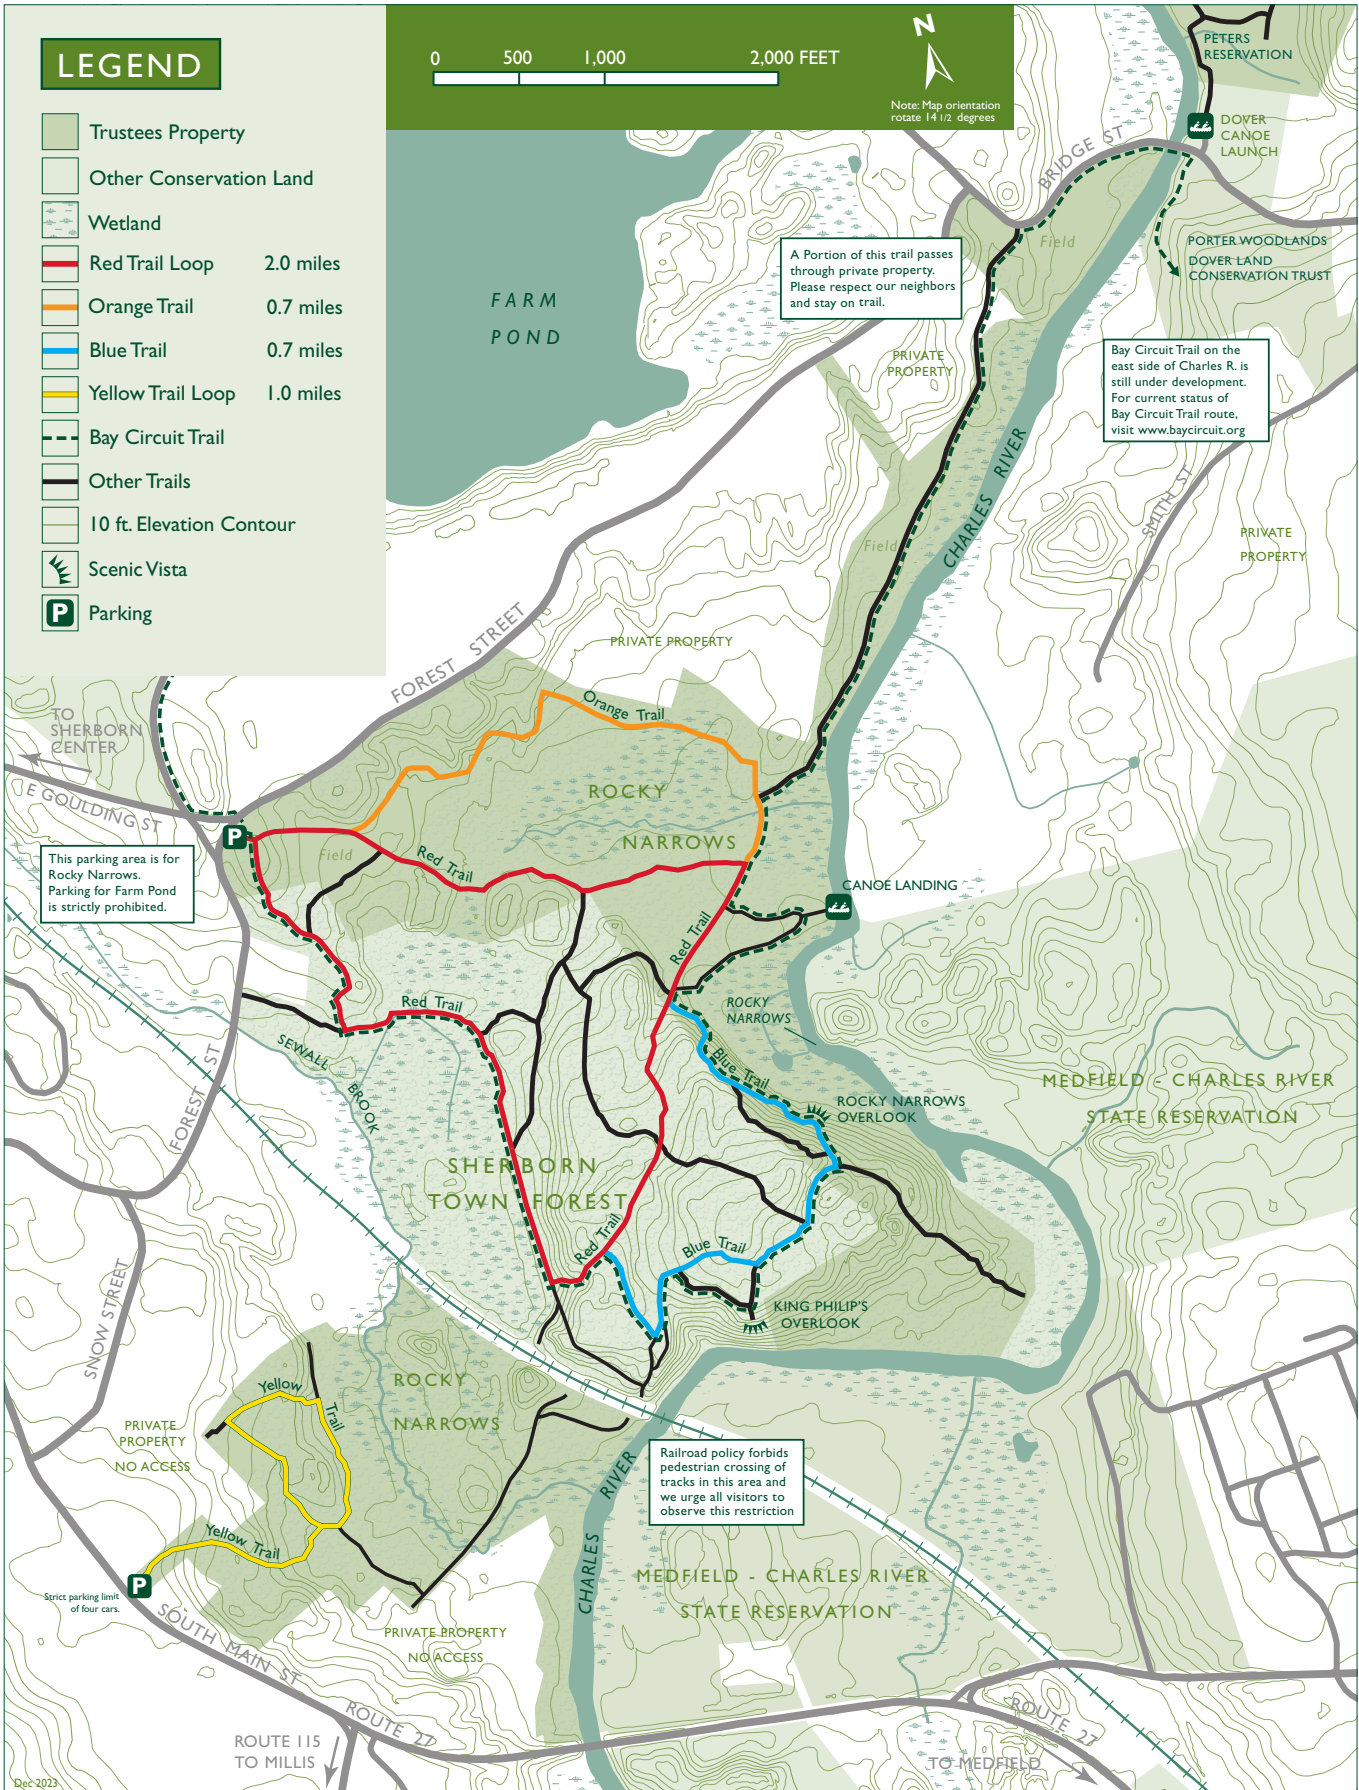 LEGEND
Trustees Property
Other Conservation Land
Wetland
Red Trail Loop 2.0 miles
Orange Trail 0.7 miles
Blue Trail 0.7 miles
Yellow Trail Loop 1.0 miles
Bay Circuit Trail
Other Trails
10 ft. Elevation Contour
Scenic Vista
P Parking
0 500 1,000 2,000 FEET
N
Note: Map orientation
rotate 14 1/2 degrees
PETERS
RESERVATION
DOVER
CANOE
LAUNCH
BRIDGE ST
Field
PORTER WOODLANDS
DOVER LAND
CONSERVATION TRUST
A Portion of this trail passes
through private property.
Please respect our neighbors
and stay on trail.
FARM
POND
PRIVATE
PROPERTY
Bay Circuit Trail on the
east side of Charles R. is
still under development.
For current status of
Bay Circuit Trail route,
visit www.baycircuit.org
CHARLES RIVER
SMITH ST
PRIVATE
PROPERTY
Field
FOREST STREET
PRIVATE PROPERTY
Orange Trail
TO
SHERBORN
CENTER
E GOULDING ST
P
ROCKY
NARROWS
Field
Red Trail
This parking area is for
Rocky Narrows.
Parking for Farm Pond
is strictly prohibited.
CANOE LANDING
Red Trail
Red Trail
ROCKY
NARROWS
SEWALL
BROOK
FOREST ST
Blue Trail
ROCKY NARROWS
OVERLOOK
MEDFIELD - CHARLES RIVER
STATE RESERVATION
SHERBORN
TOWN FOREST
Red Trail
Blue Trail
KING PHILIP'S
OVERLOOK
SNOW STREET
ROCKY
NARROWS
Yellow
Trail
PRIVATE
PROPERTY
NO ACCESS
Railroad policy forbids
pedestrian crossing of
tracks in this area and
we urge all visitors to
observe this restriction
CHARLES RIVER
Yellow Trail
P
Strict parking limit
of four cars.
MEDFIELD - CHARLES RIVER
STATE RESERVATION
PRIVATE PROPERTY
NO ACCESS
SOUTH MAIN ST
ROUTE 27
ROUTE 115
TO MILLIS
ROUTE 27
TO MEDFIELD
Dec 2023